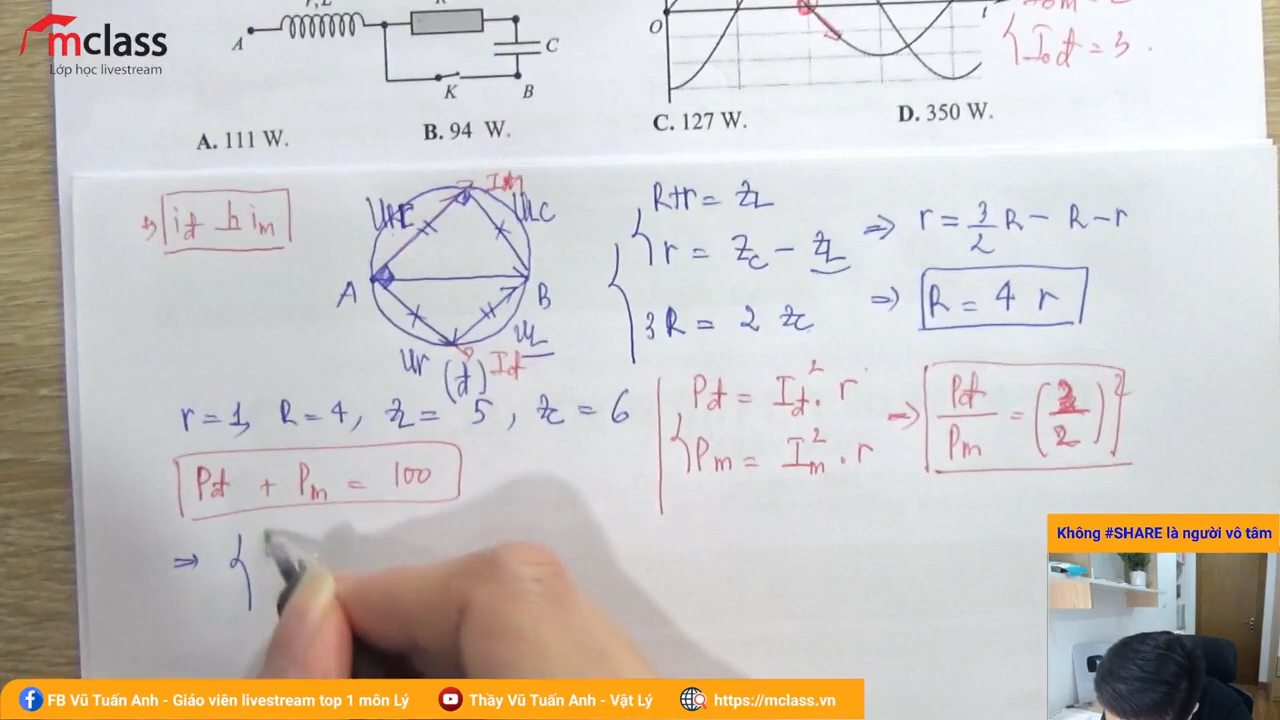 mclass
Lớp học livestream
A
C
K
B
O
t
I₀đ = 3
A. 111 W.
B. 94 W.
C. 127 W.
D. 350 W.
=> iđ ⊥ im
Im
A
B
Ur
UL
(đ)
Iđ
R+r = ZL
r = Zc - ZL
3R = 2 Zc
=> r = 3/2 R - R - r
=> R = 4 r
r = 1, R = 4, ZL = 5, Zc = 6
Pđ = Iđ². r
Pm = Im². r
=> Pđ/Pm = (3/2)²
Pđ + Pm = 100
=> {
Không #SHARE là người vô tâm
FB Vũ Tuấn Anh - Giáo viên livestream top 1 môn Lý
Thầy Vũ Tuấn Anh - Vật Lý
https://mclass.vn